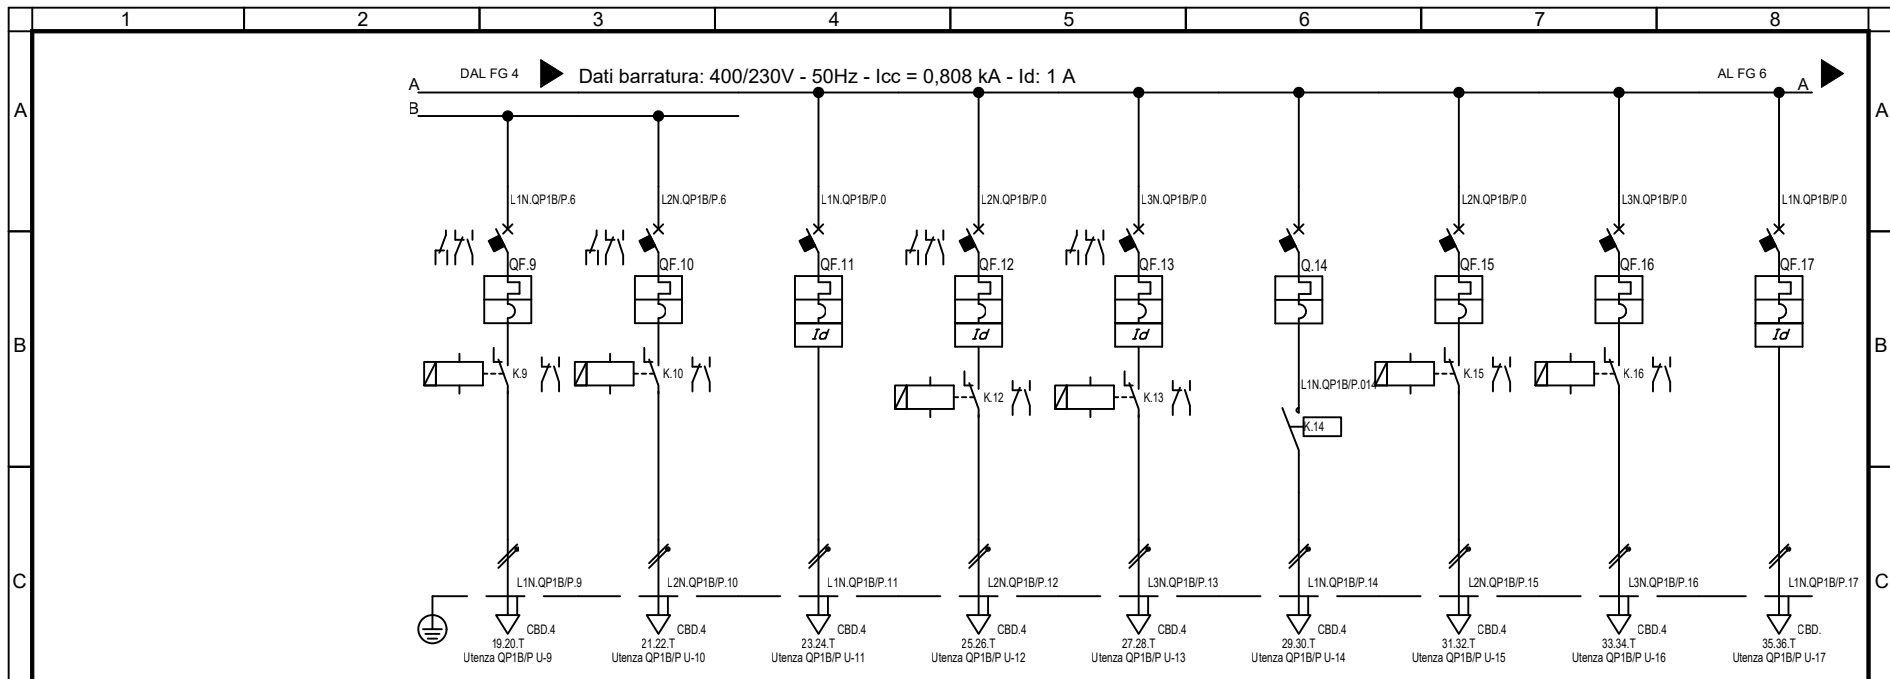 1 2 3 4 5 6 7 8
DAL FG 4 Dati barratura: 400/230V - 50Hz - Icc = 0,808 kA - Id: 1 A AL FG 6
A A
A B A
L1N.QP1B/P.6 L2N.QP1B/P.6 L1N.QP1B/P.0 L2N.QP1B/P.0 L3N.QP1B/P.0 L2N.QP1B/P.0 L3N.QP1B/P.0 L1N.QP1B/P.0
QF.9 QF.10 QF.11 QF.12 QF.13 Q.14 QF.15 QF.16 QF.17
Id Id Id Id
B B
K.9 K.10 K.15 K.16
K.12 K.13 L1N.QP1B/P.014
K.14
L1N.QP1B/P.9 L2N.QP1B/P.10 L1N.QP1B/P.11 L2N.QP1B/P.12 L3N.QP1B/P.13 L1N.QP1B/P.14 L2N.QP1B/P.15 L3N.QP1B/P.16 L1N.QP1B/P.17
C C
CBD.4 CBD.4 CBD.4 CBD.4 CBD.4 CBD.4 CBD.4 CBD.4 CBD.
19.20.T 21.22.T 23.24.T 25.26.T 27.28.T 29.30.T 31.32.T 33.34.T 35.36.T
Utenza QP1B/P U-9 Utenza QP1B/P U-10 Utenza QP1B/P U-11 Utenza QP1B/P U-12 Utenza QP1B/P U-13 Utenza QP1B/P U-14 Utenza QP1B/P U-15 Utenza QP1B/P U-16 Utenza QP1B/P U-17